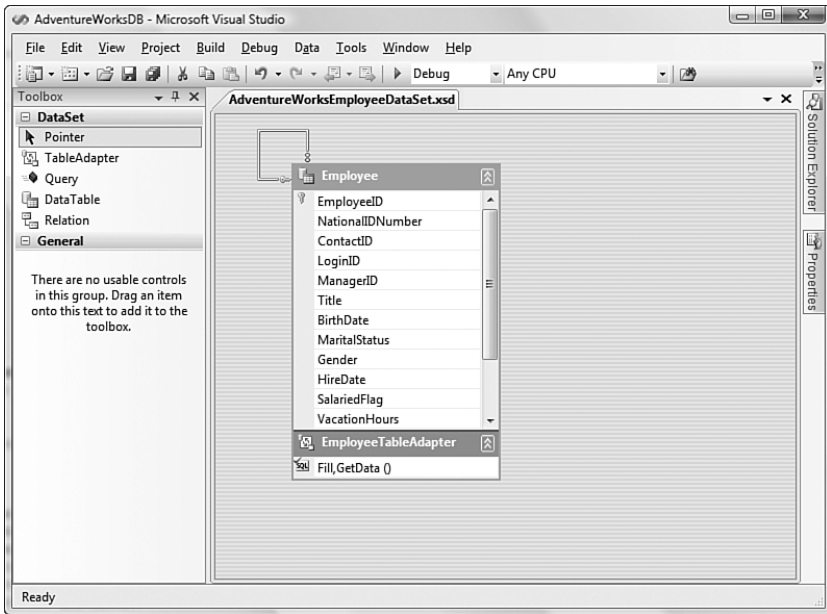 AdventureWorksDB - Microsoft Visual Studio
File Edit View Project Build Debug Data Tools Window Help
Debug
Any CPU
Toolbox
DataSet
Pointer
TableAdapter
Query
DataTable
Relation
General
There are no usable controls
in this group. Drag an item
onto this text to add it to the
toolbox.
AdventureWorksEmployeeDataSet.xsd
Employee
EmployeeID
NationalIDNumber
ContactID
LoginID
ManagerID
Title
BirthDate
MaritalStatus
Gender
HireDate
SalariedFlag
VacationHours
EmployeeTableAdapter
SQL
Fill,GetData ()
Solution Explorer
Properties
Ready